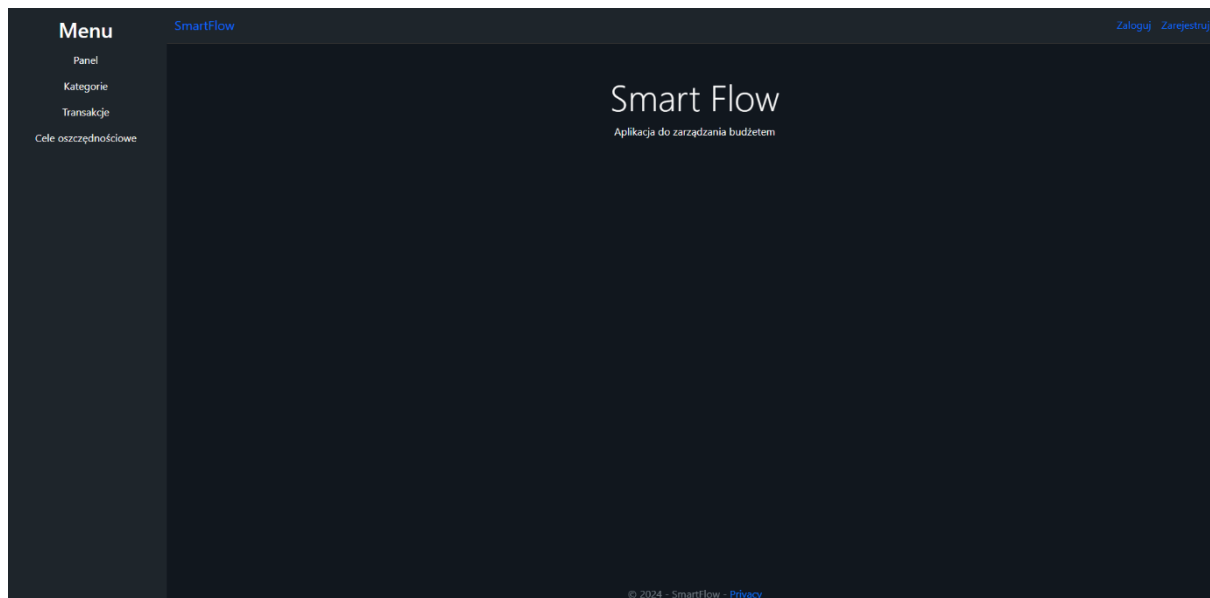 Menu
Panel
Kategorie
Transakcje
Cele oszczędnościowe
SmartFlow
Zaloguj Zarejestruj
Smart Flow
Aplikacja do zarządzania budżetem
© 2024 - SmartFlow - Privacy